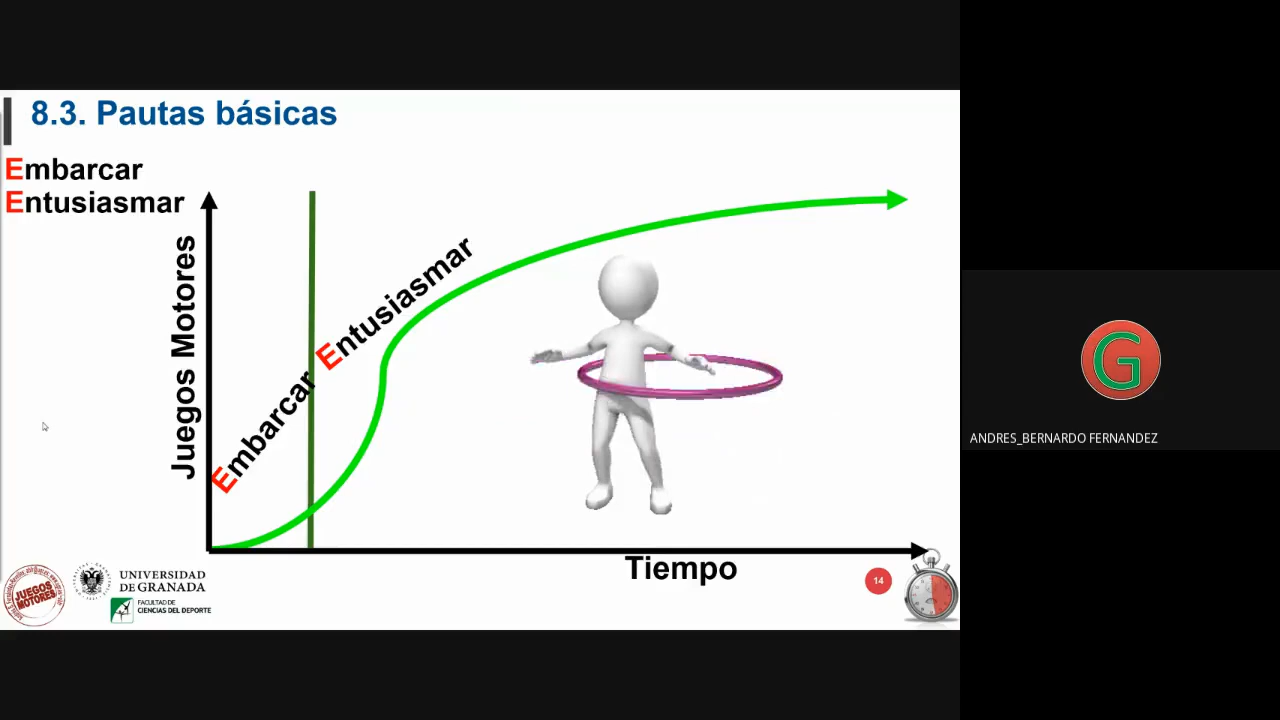 8.3. Pautas básicas
Embarcar
Entusiasmar
Juegos Motores
Embarcar
Entusiasmar
Tiempo
14
JUEGOS
MOTORES
UNIVERSIDAD
DE GRANADA
FACULTAD DE
CIENCIAS DEL DEPORTE
G
ANDRES_BERNARDO FERNANDEZ